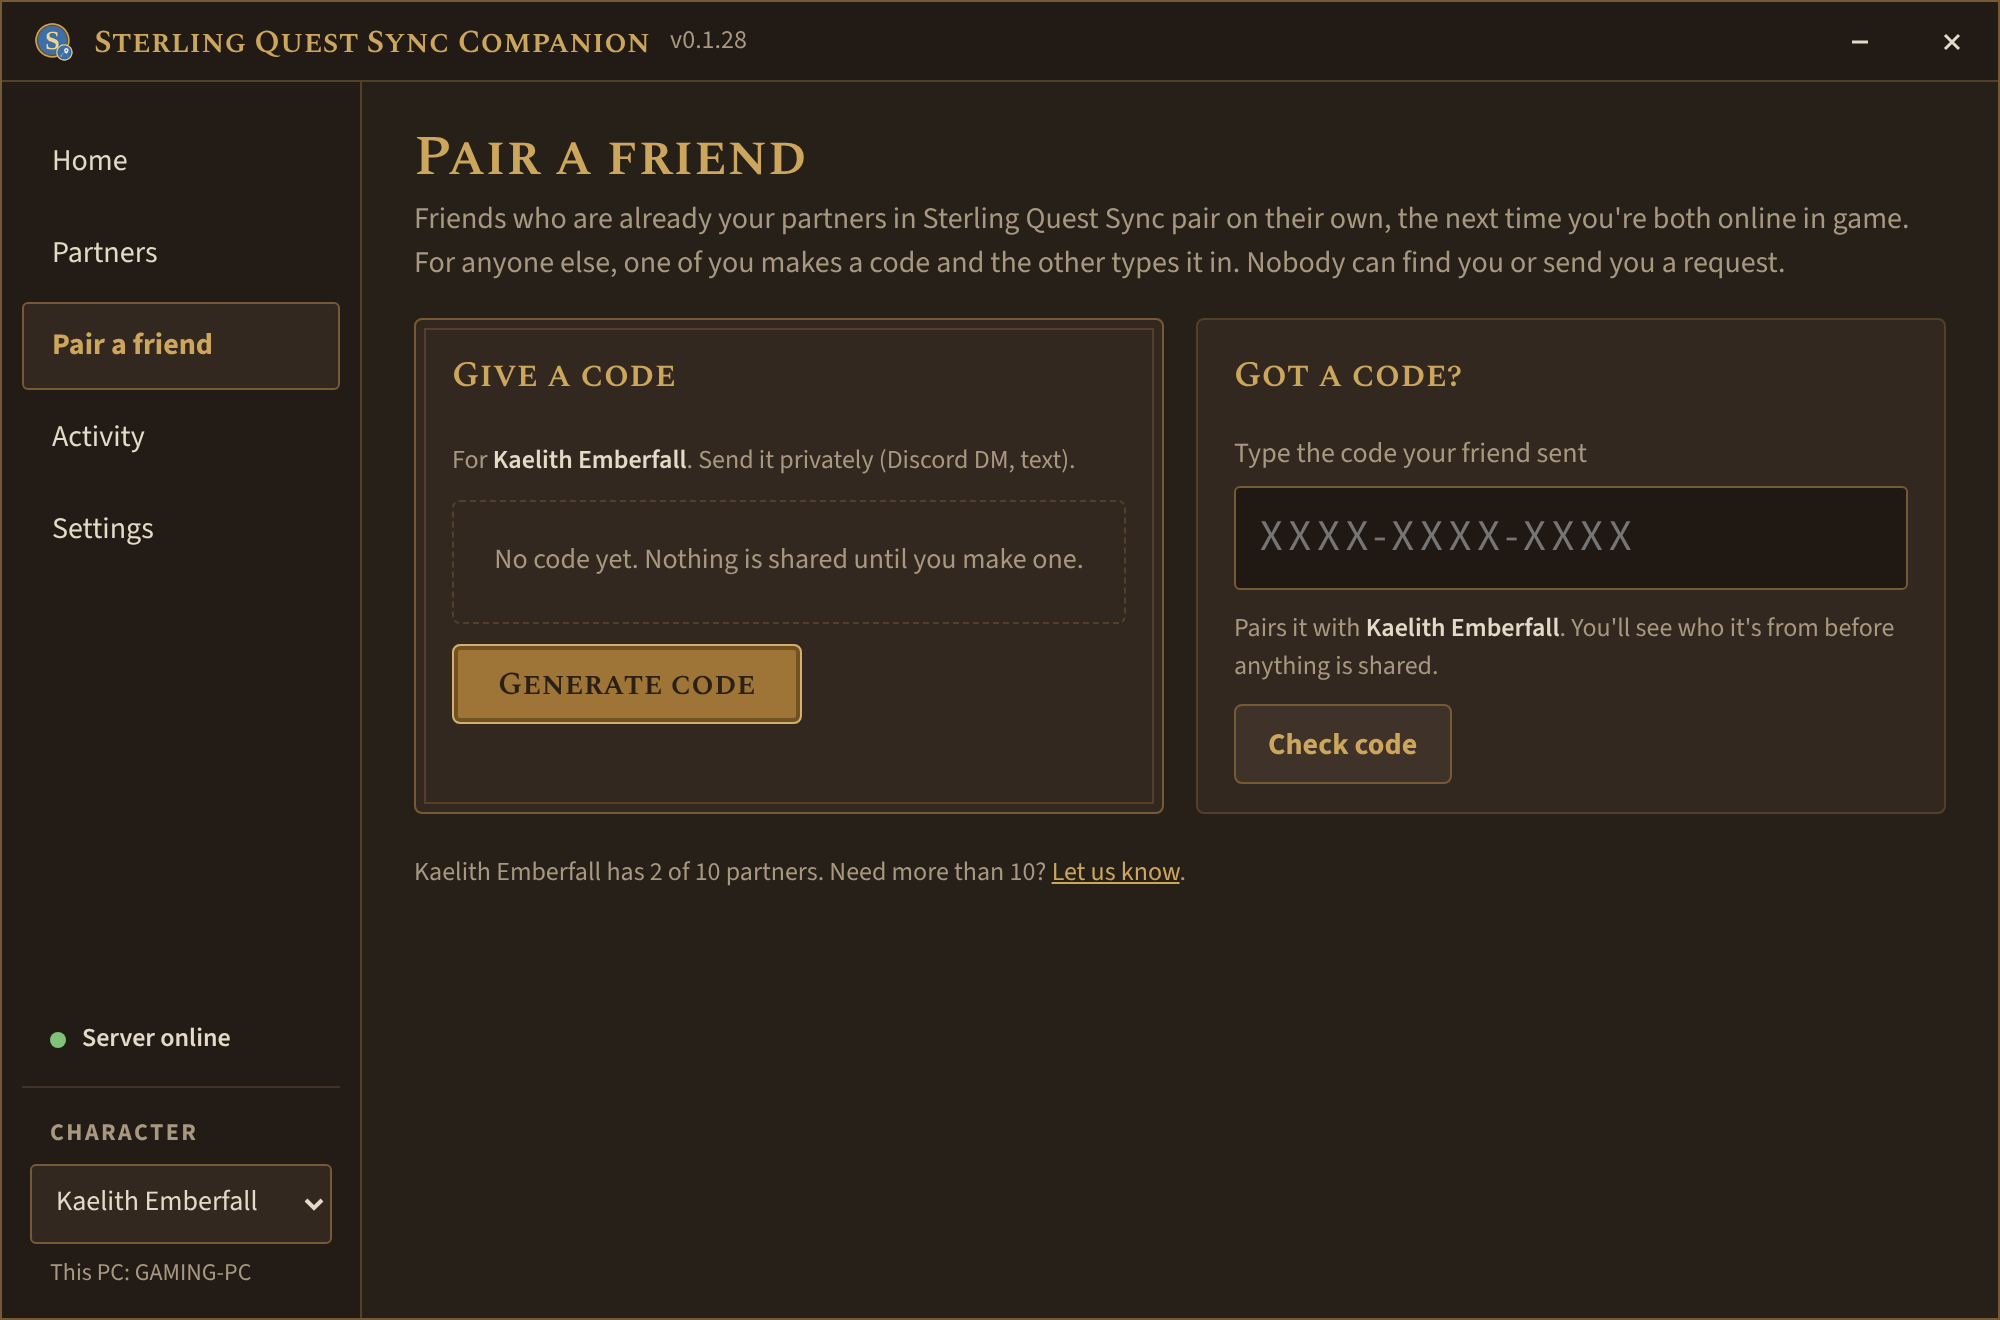 S
Sterling Quest Sync Companion v0.1.28
Home
Partners
Pair a friend
Activity
Settings
Server online
CHARACTER
Kaelith Emberfall
This PC: GAMING-PC
Pair a friend
Friends who are already your partners in Sterling Quest Sync pair on their own, the next time you're both online in game.
For anyone else, one of you makes a code and the other types it in. Nobody can find you or send you a request.
Give a code
For Kaelith Emberfall. Send it privately (Discord DM, text).
No code yet. Nothing is shared until you make one.
Generate code
Got a code?
Type the code your friend sent
XXXX-XXXX-XXXX
Pairs it with Kaelith Emberfall. You'll see who it's from before
anything is shared.
Check code
Kaelith Emberfall has 2 of 10 partners. Need more than 10? Let us know.